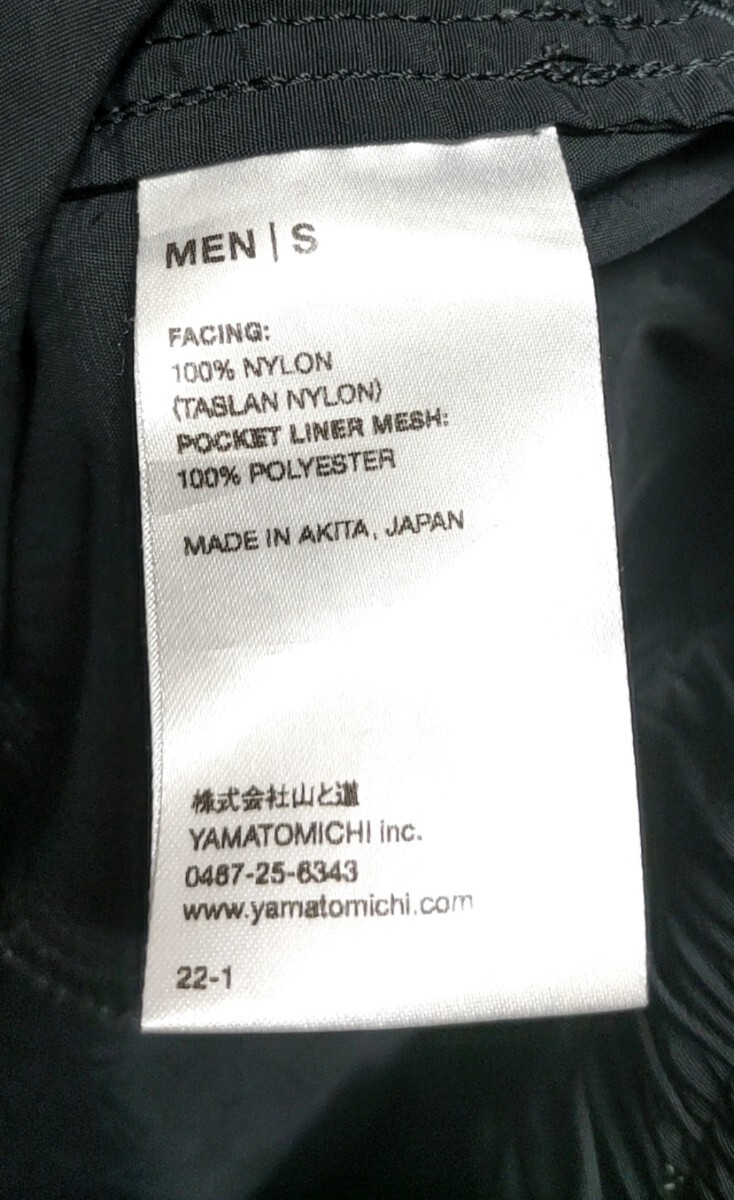 MEN | S
FACING:
100% NYLON
(TASLAN NYLON)
POCKET LINER MESH:
100% POLYESTER
MADE IN AKITA, JAPAN
株式会社山と道
YAMATOMICHI inc.
0467-25-6343
www.yamatomichi.com
22-1